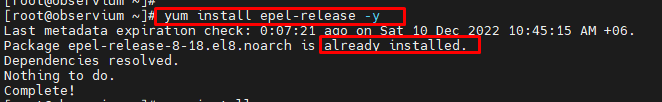 [root@observium ~]#
[root@observium ~]# yum install epel-release -y
Last metadata expiration check: 0:07:21 ago on Sat 10 Dec 2022 10:45:15 AM +06.
Package epel-release-8-18.el8.noarch is already installed.
Dependencies resolved.
Nothing to do.
Complete!